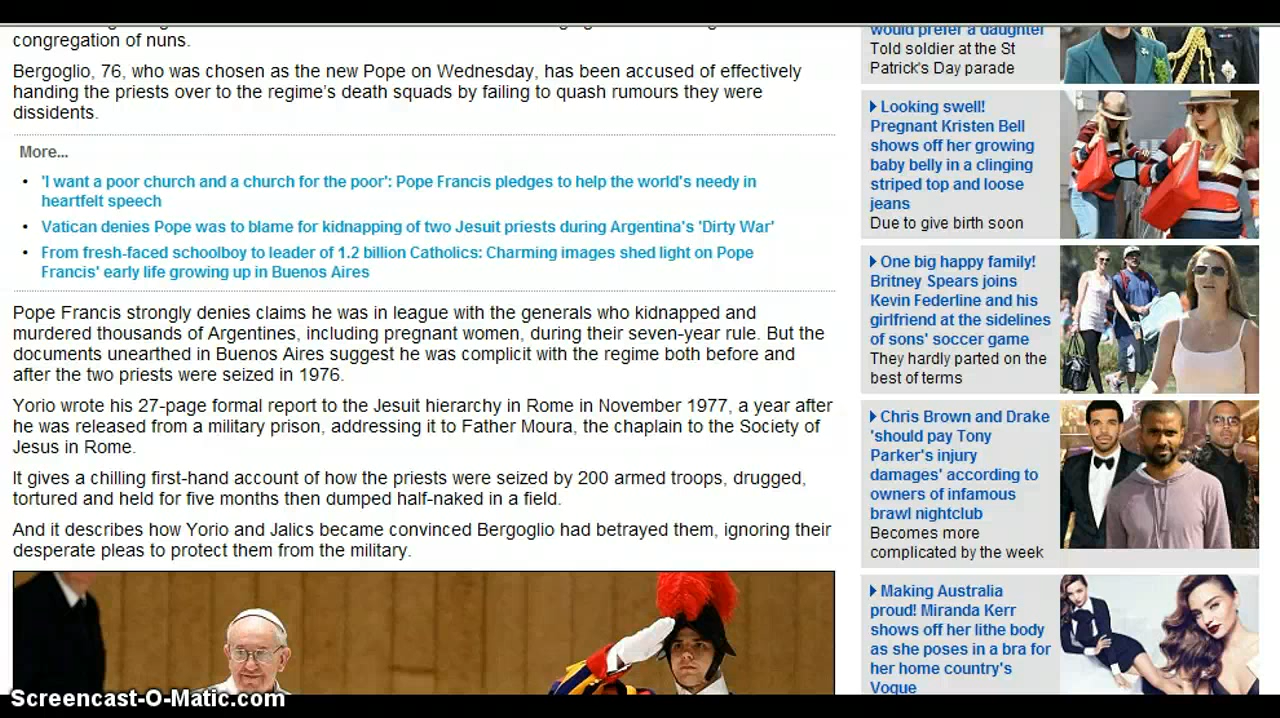 congregation of nuns.
Bergoglio, 76, who was chosen as the new Pope on Wednesday, has been accused of effectively
handing the priests over to the regime's death squads by failing to quash rumours they were
dissidents.
More...
• 'I want a poor church and a church for the poor': Pope Francis pledges to help the world's needy in
heartfelt speech
• Vatican denies Pope was to blame for kidnapping of two Jesuit priests during Argentina's 'Dirty War'
• From fresh-faced schoolboy to leader of 1.2 billion Catholics: Charming images shed light on Pope
Francis' early life growing up in Buenos Aires
Pope Francis strongly denies claims he was in league with the generals who kidnapped and
murdered thousands of Argentines, including pregnant women, during their seven-year rule. But the
documents unearthed in Buenos Aires suggest he was complicit with the regime both before and
after the two priests were seized in 1976.
Yorio wrote his 27-page formal report to the Jesuit hierarchy in Rome in November 1977, a year after
he was released from a military prison, addressing it to Father Moura, the chaplain to the Society of
Jesus in Rome.
It gives a chilling first-hand account of how the priests were seized by 200 armed troops, drugged,
tortured and held for five months then dumped half-naked in a field.
And it describes how Yorio and Jalics became convinced Bergoglio had betrayed them, ignoring their
desperate pleas to protect them from the military.
would prefer a daughter
Told soldier at the St
Patrick's Day parade
Looking swell!
Pregnant Kristen Bell
shows off her growing
baby belly in a clinging
striped top and loose
jeans
Due to give birth soon
One big happy family!
Britney Spears joins
Kevin Federline and his
girlfriend at the sidelines
of sons' soccer game
They hardly parted on the
best of terms
Chris Brown and Drake
'should pay Tony
Parker's injury
damages' according to
owners of infamous
brawl nightclub
Becomes more
complicated by the week
Making Australia
proud! Miranda Kerr
shows off her lithe body
as she poses in a bra for
her home country's
Vogue
Screencast-O-Matic.com